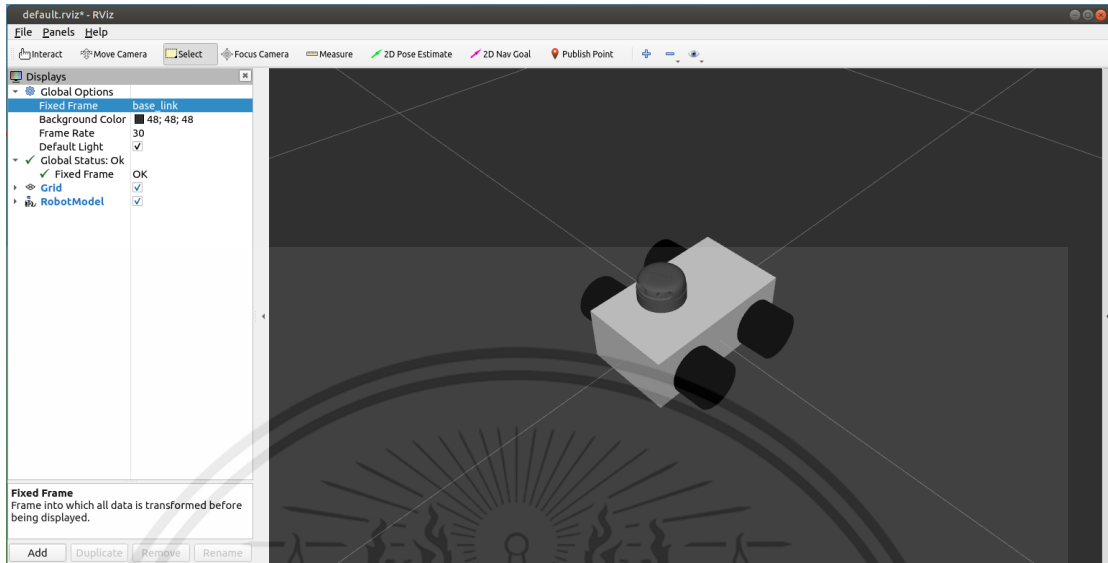 default.rviz* - RViz
File Panels Help
Interact Move Camera Select Focus Camera Measure 2D Pose Estimate 2D Nav Goal Publish Point
Displays
Global Options
Fixed Frame base_link
Background Color 48; 48; 48
Frame Rate 30
Default Light
Global Status: Ok
Fixed Frame OK
Grid
RobotModel
Fixed Frame
Frame into which all data is transformed before
being displayed.
Add Duplicate Remove Rename